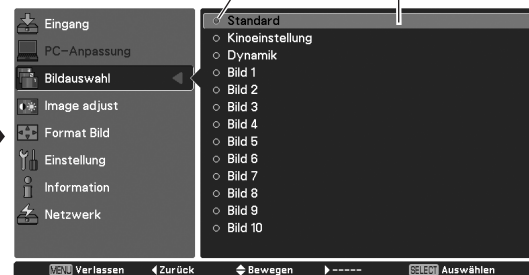 Eingang
PC-Anpassung
Bildauswahl
Image adjust
Format Bild
Einstellung
Information
Netzwerk
Standard
Kinoeinstellung
Dynamik
Bild 1
Bild 2
Bild 3
Bild 4
Bild 5
Bild 6
Bild 7
Bild 8
Bild 9
Bild 10
MENU Verlassen Zurück Bewegen ----- SELECT Auswählen